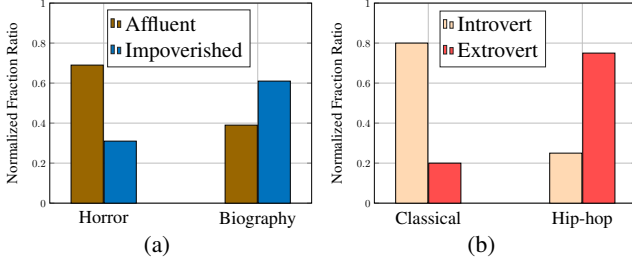 Normalized Fraction Ratio
1
0.8
0.6
0.4
0.2
0
Affluent
Impoverished
Horror
Biography
(a)
Normalized Fraction Ratio
1
0.8
0.6
0.4
0.2
0
Introvert
Extrovert
Classical
Hip-hop
(b)